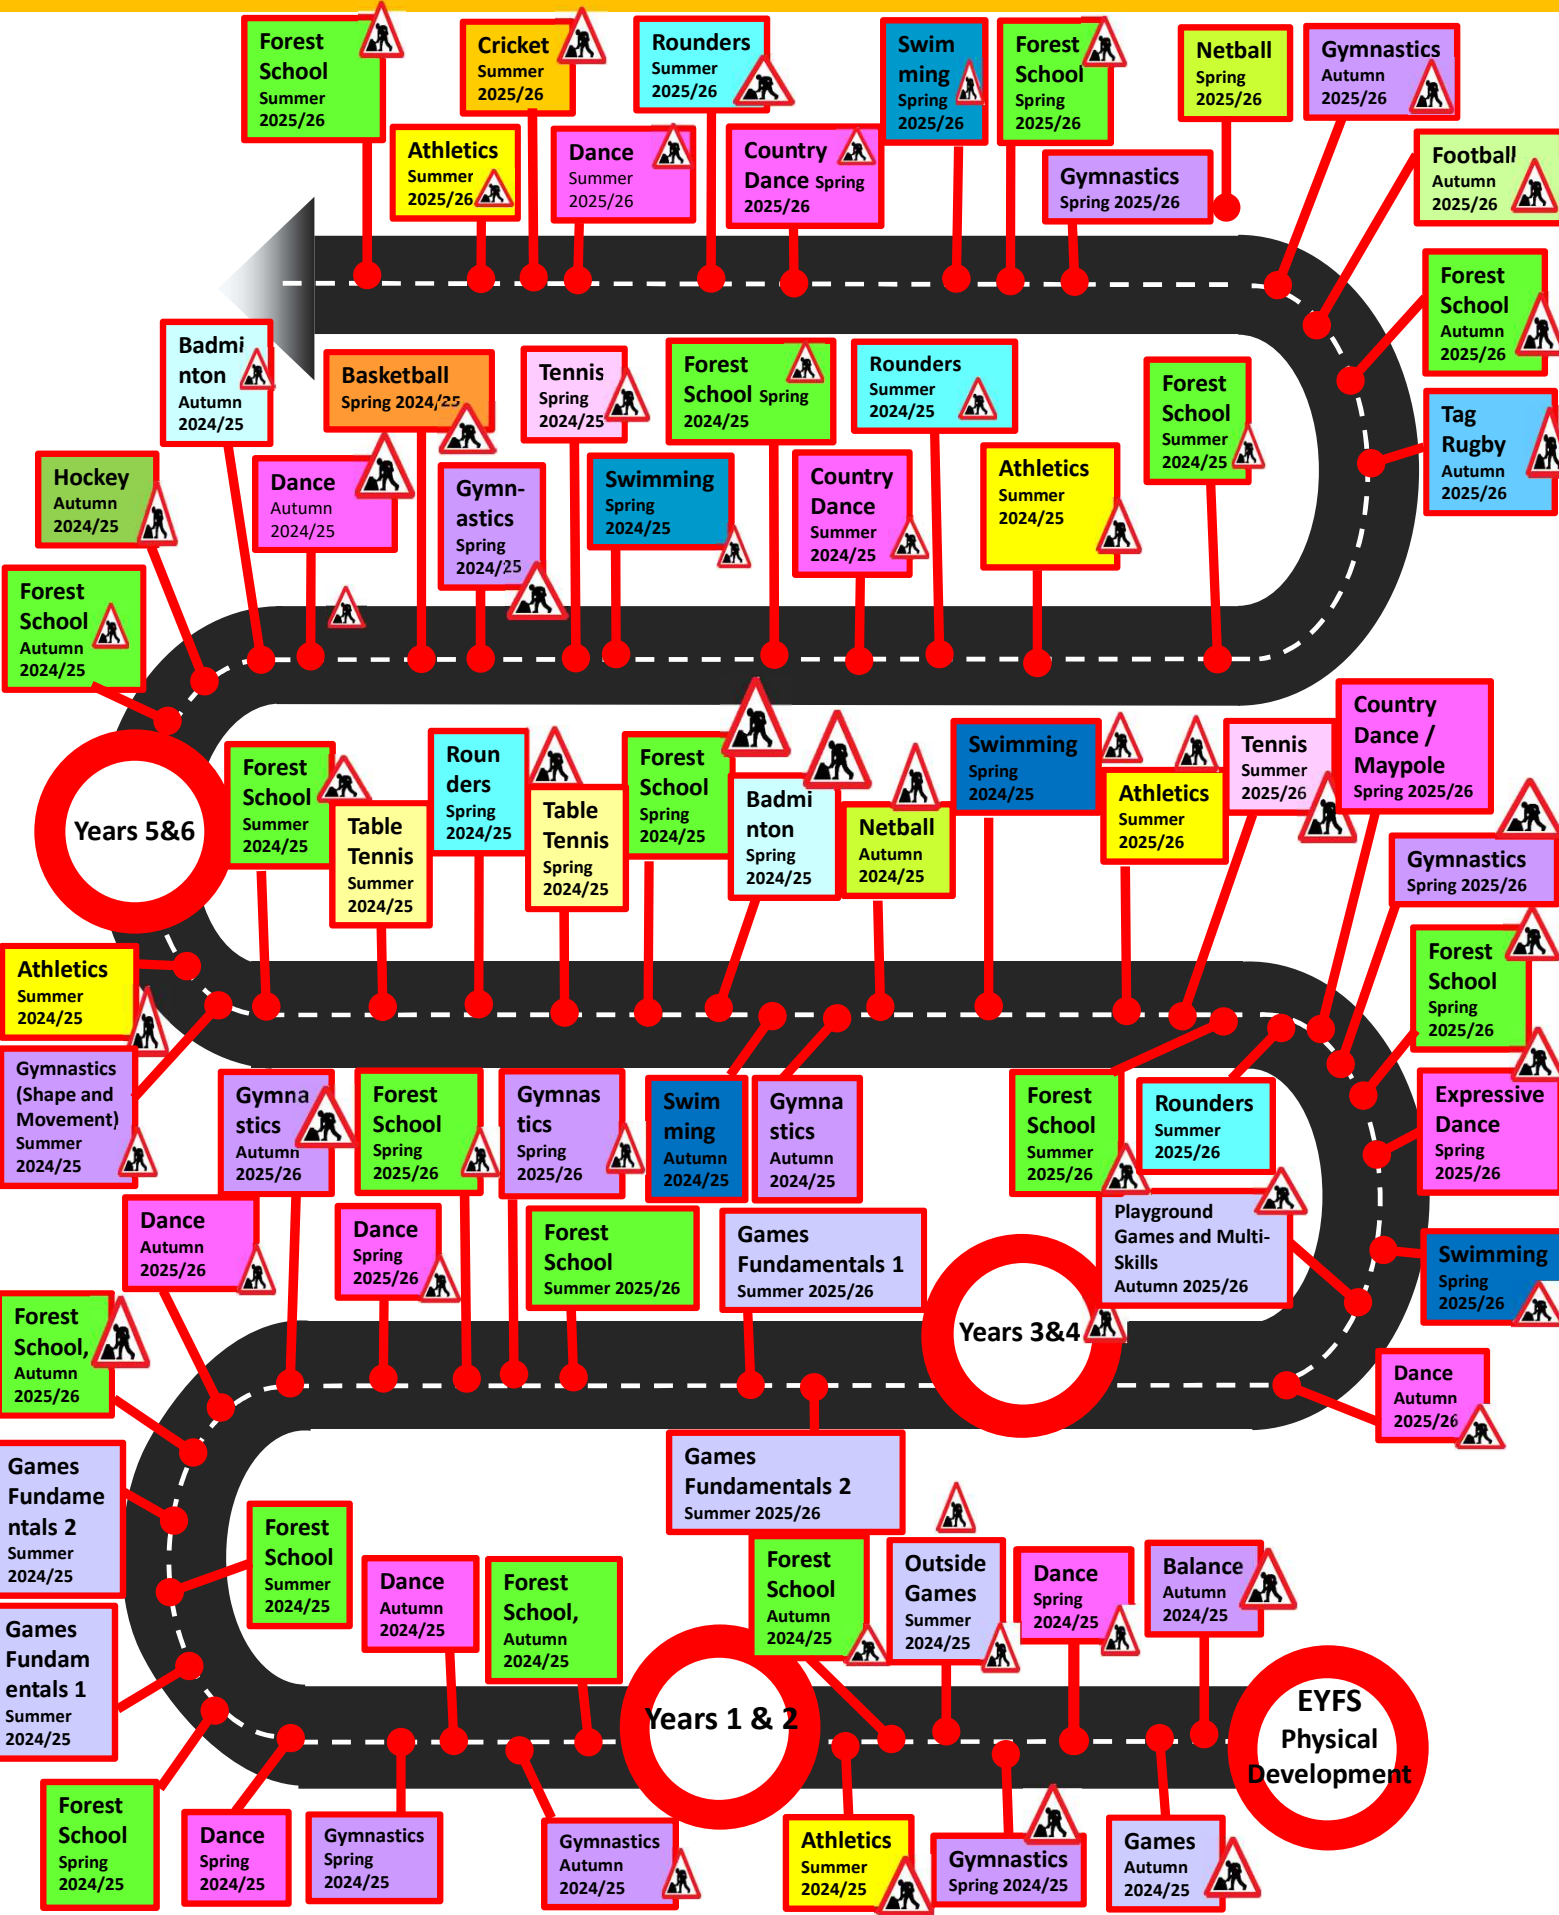 Forest
School
Summer
2025/26
Cricket
Summer
2025/26
Rounders
Summer
2025/26
Swim
ming
Spring
2025/26
Forest
School
Spring
2025/26
Netball
Spring
2025/26
Gymnastics
Autumn
2025/26
Athletics
Summer
2025/26
Dance
Summer
2025/26
Country
Dance Spring
2025/26
Gymnastics
Spring 2025/26
Football
Autumn
2025/26
Forest
School
Autumn
2025/26
Tag
Rugby
Autumn
2025/26
Badmi
nton
Autumn
2024/25
Basketball
Spring 2024/25
Tennis
Spring
2024/25
Forest
School Spring
2024/25
Rounders
Summer
2024/25
Forest
School
Summer
2024/25
Hockey
Autumn
2024/25
Dance
Autumn
2024/25
Gymn-
astics
Spring
2024/25
Swimming
Spring
2024/25
Country
Dance
Summer
2024/25
Athletics
Summer
2024/25
Forest
School
Autumn
2024/25
Years 5&6
Forest
School
Summer
2024/25
Table
Tennis
Summer
2024/25
Roun
ders
Spring
2024/25
Table
Tennis
Spring
2024/25
Forest
School
Spring
2024/25
Badmi
nton
Spring
2024/25
Netball
Autumn
2024/25
Swimming
Spring
2024/25
Athletics
Summer
2025/26
Tennis
Summer
2025/26
Country
Dance /
Maypole
Spring 2025/26
Gymnastics
Spring 2025/26
Forest
School
Spring
2025/26
Expressive
Dance
Spring
2025/26
Swimming
Spring
2025/26
Athletics
Summer
2024/25
Gymnastics
(Shape and
Movement)
Summer
2024/25
Gymna
stics
Autumn
2025/26
Forest
School
Spring
2025/26
Gymnas
tics
Spring
2025/26
Swim
ming
Autumn
2024/25
Gymna
stics
Autumn
2024/25
Forest
School
Summer
2025/26
Rounders
Summer
2025/26
Playground
Games and Multi-
Skills
Autumn 2025/26
Dance
Autumn
2025/26
Dance
Spring
2025/26
Forest
School
Summer 2025/26
Games
Fundamentals 1
Summer 2025/26
Years 3&4
Dance
Autumn
2025/26
Forest
School,
Autumn
2025/26
Games
Fundame
ntals 2
Summer
2024/25
Games
Fundam
entals 1
Summer
2024/25
Forest
School
Summer
2024/25
Dance
Autumn
2024/25
Forest
School,
Autumn
2024/25
Games
Fundamentals 2
Summer 2025/26
Forest
School
Autumn
2024/25
Outside
Games
Summer
2024/25
Dance
Spring
2024/25
Balance
Autumn
2024/25
Years 1 & 2
EYFS
Physical
Development
Forest
School
Spring
2024/25
Dance
Spring
2024/25
Gymnastics
Spring
2024/25
Gymnastics
Autumn
2024/25
Athletics
Summer
2024/25
Gymnastics
Spring 2024/25
Games
Autumn
2024/25